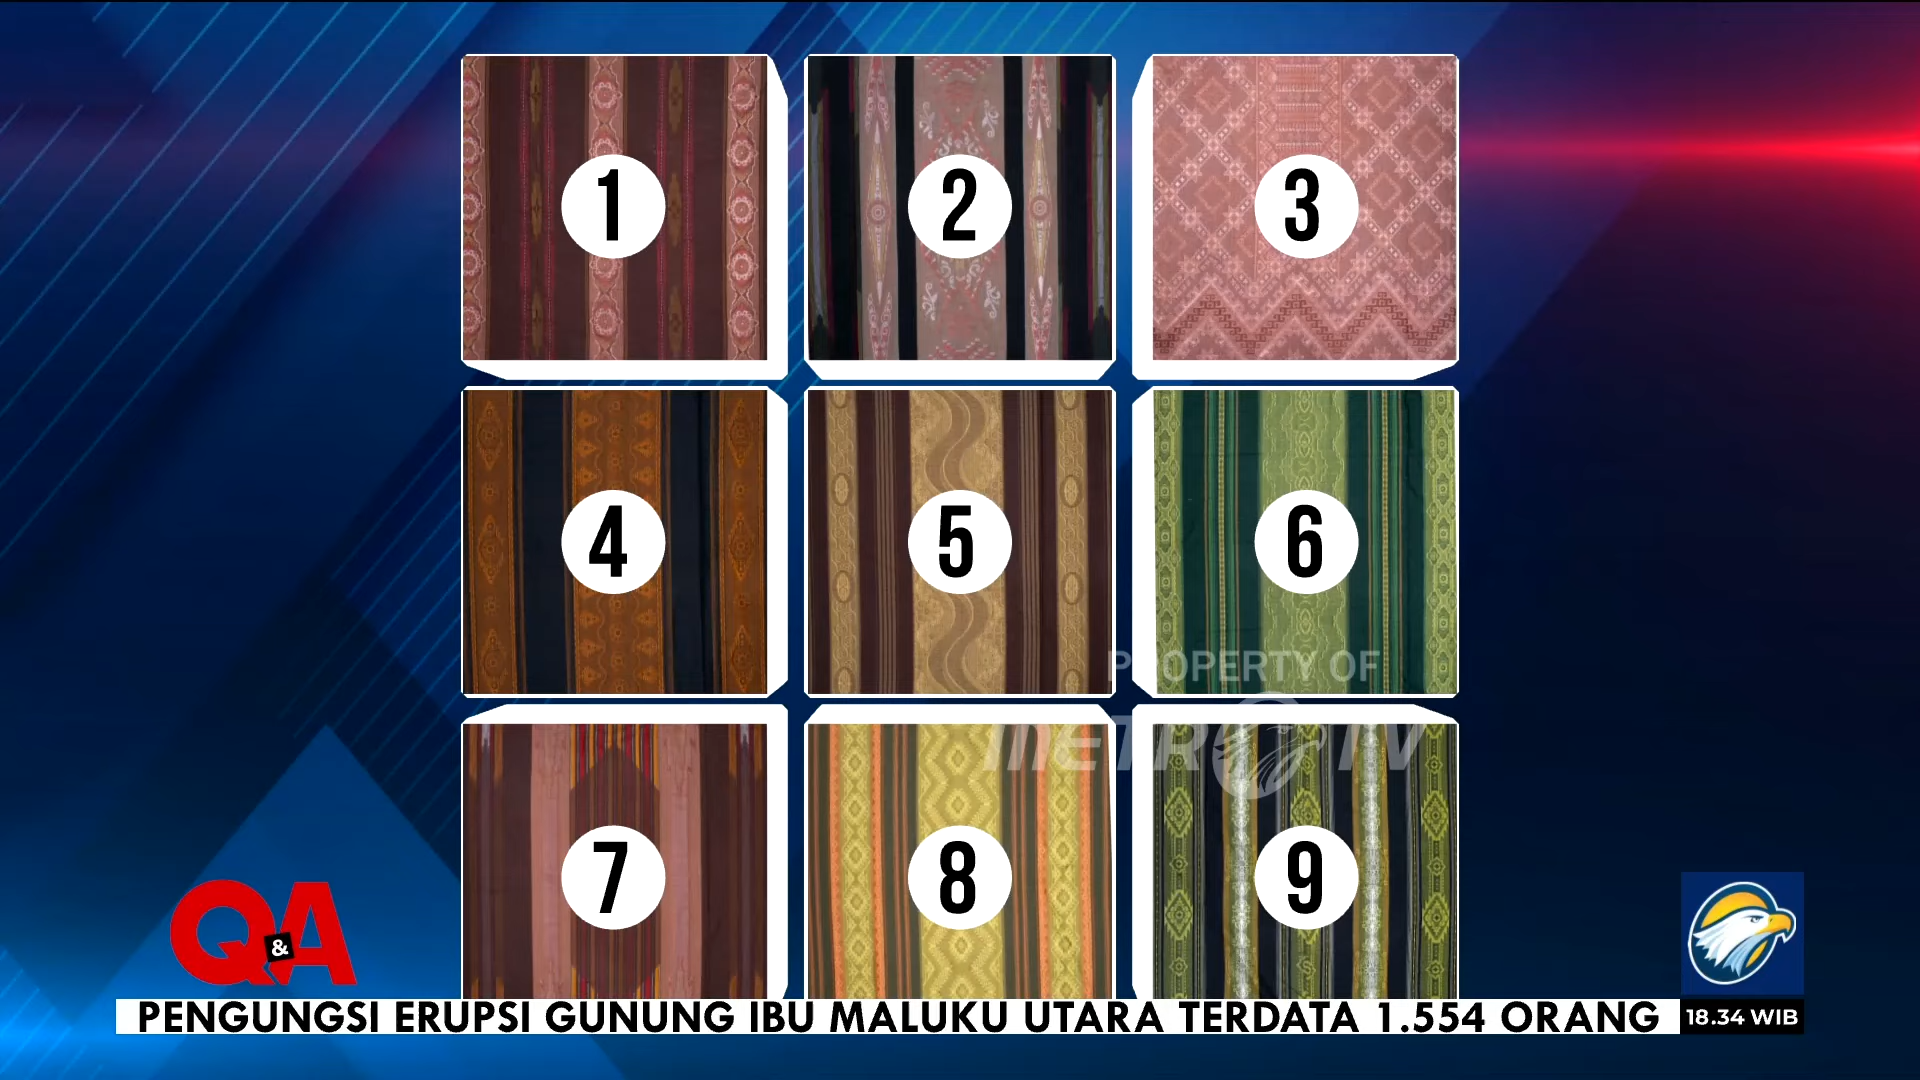 1
2
3
4
5
6
PROPERTY OF
METRO TV
7
8
9
Q&A
PENGUNGSI ERUPSI GUNUNG IBU MALUKU UTARA TERDATA 1.554 ORANG
18.34 WIB